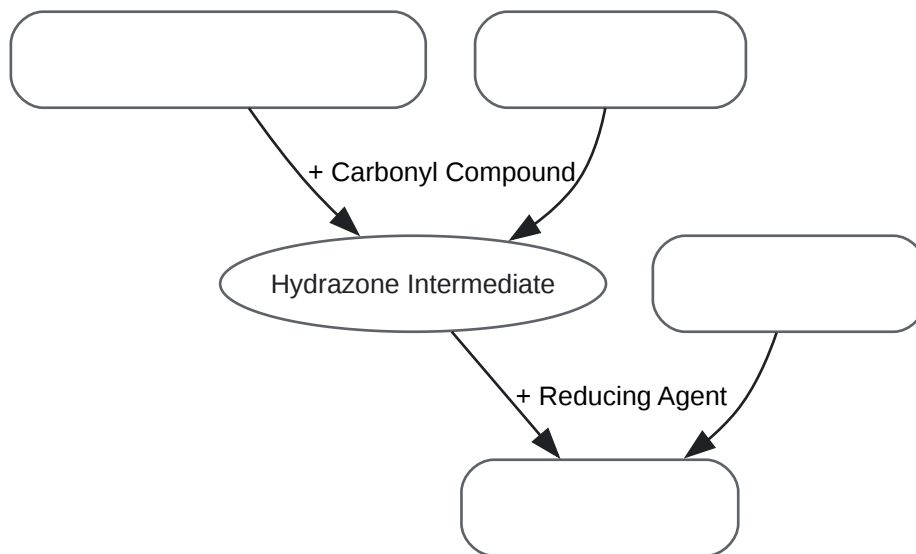 + Carbonyl Compound
Hydrazone Intermediate
+ Reducing Agent